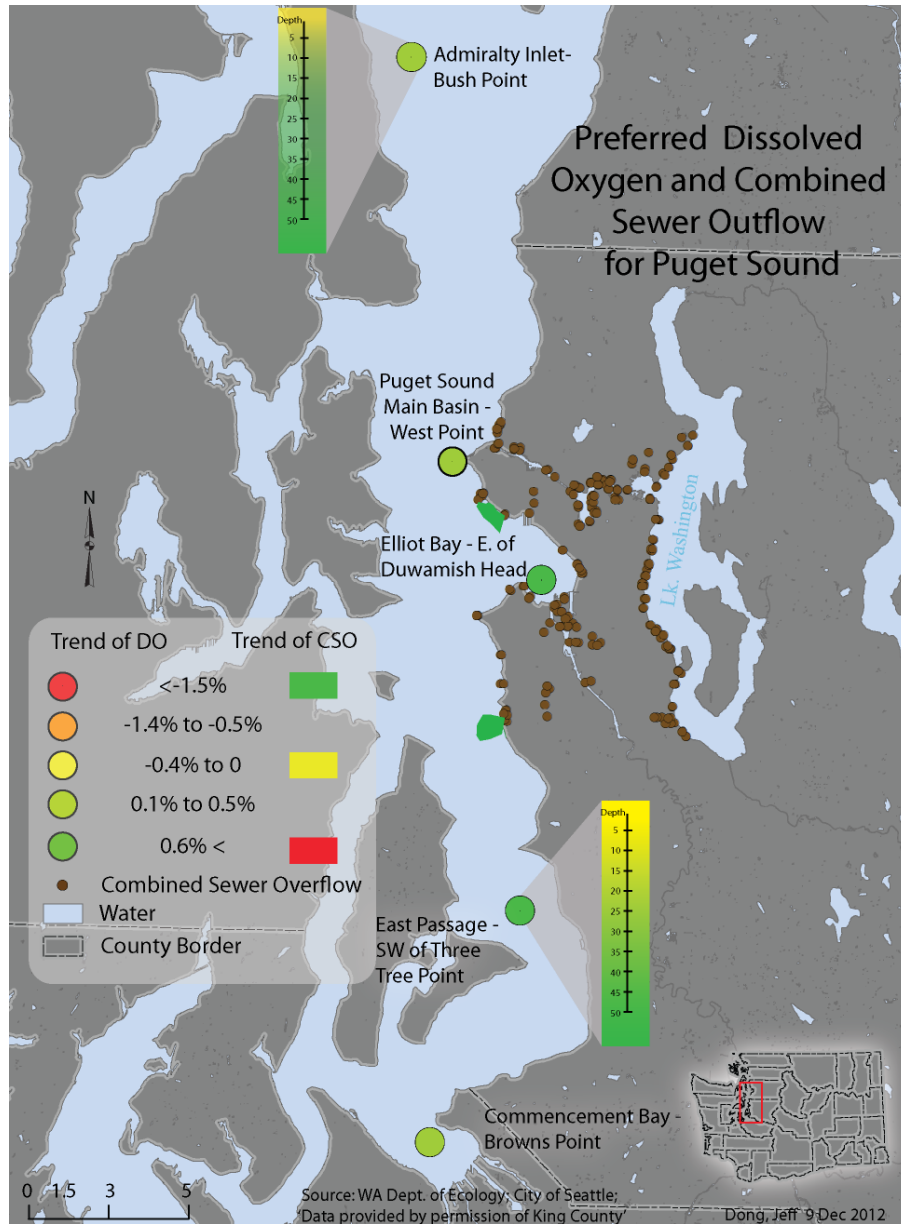 Depth
5
10
15
20
25
30
35
40
45
50
Admiralty Inlet-
Bush Point
Preferred Dissolved
Oxygen and Combined
Sewer Outflow
for Puget Sound
Puget Sound
Main Basin -
West Point
N
Elliot Bay - E. of
Duwamish Head
Lk. Washington
Trend of DO Trend of CSO
<-1.5%
-1.4% to -0.5%
-0.4% to 0
0.1% to 0.5%
0.6% <
Combined Sewer Overflow
Water
County Border
Depth
5
10
15
20
25
30
35
40
45
50
East Passage -
SW of Three
Tree Point
Commencement Bay -
Browns Point
0 1.5 3 5
Source: WA Dept. of Ecology; City of Seattle;
'Data provided by permission of King County'
Dong, Jeff 9 Dec 2012